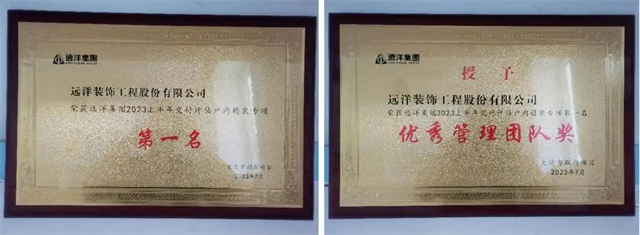 遠洋集團
远洋装饰工程股份有限公司
荣获远洋集团2023上半年交付评估户内精装专项
第一名
2023年7月
遠洋集團
授予
远洋装饰工程股份有限公司
荣获远洋集团2023上半年交付评估户内精装专项第一名
优秀管理团队奖
2023年7月